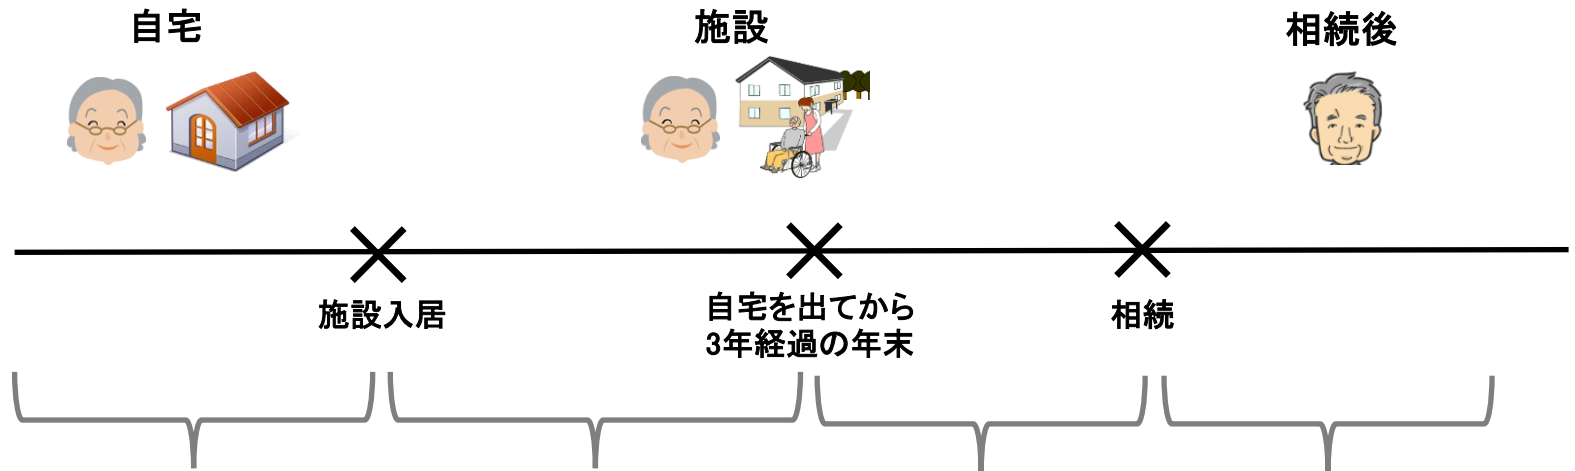 自宅
施設
相続後
施設入居
自宅を出てから
3年経過の年末
相続